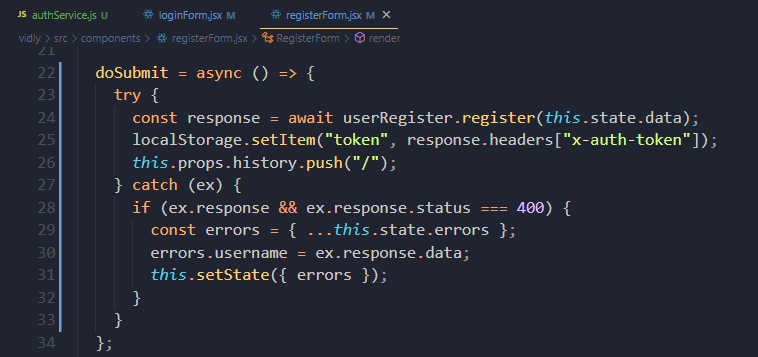 authService.js U loginForm.jsx M registerForm.jsx M
vidly > src > components > registerForm.jsx > RegisterForm > render
21
22 doSubmit = async () => {
23 try {
24 const response = await userRegister.register(this.state.data);
25 localStorage.setItem("token", response.headers["x-auth-token"]);
26 this.props.history.push("/");
27 } catch (ex) {
28 if (ex.response && ex.response.status === 400) {
29 const errors = { ...this.state.errors };
30 errors.username = ex.response.data;
31 this.setState({ errors });
32 }
33 }
34 };